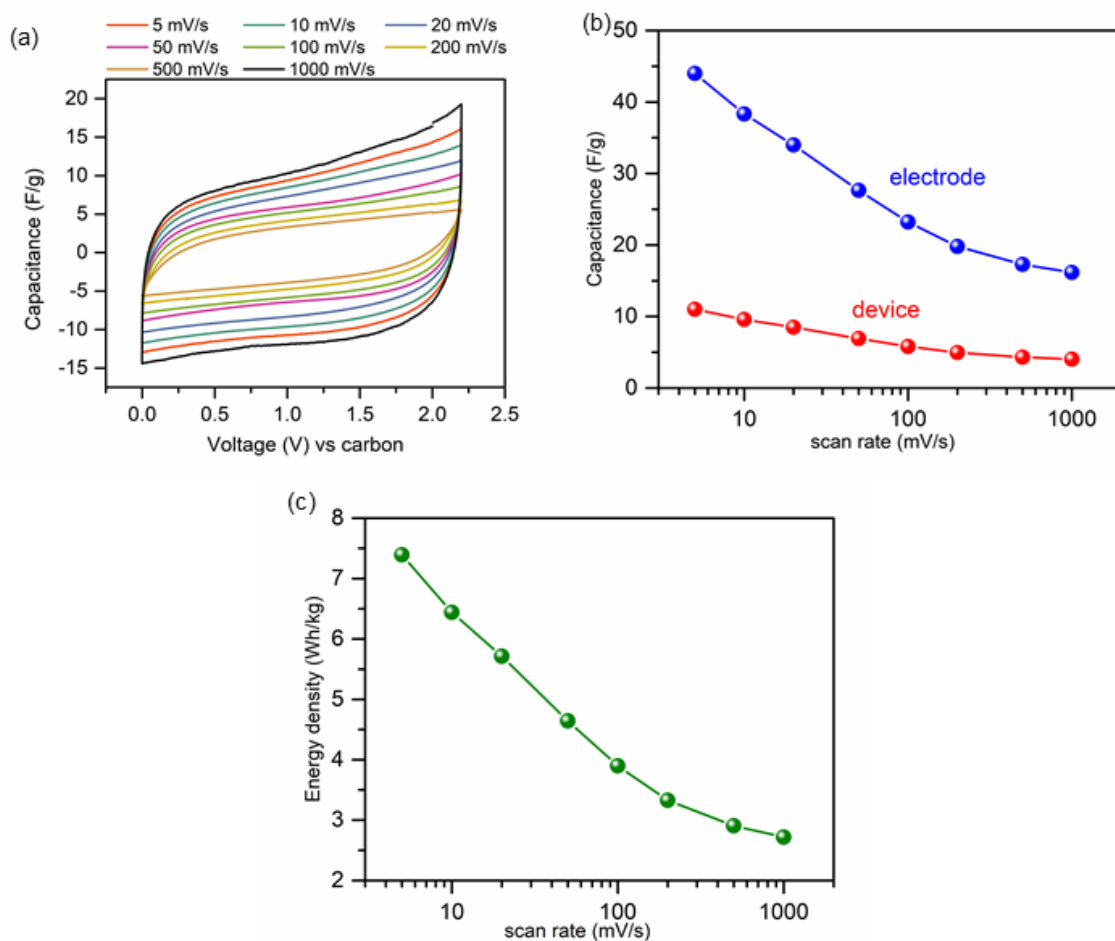 (a)
5 mV/s 10 mV/s 20 mV/s
50 mV/s 100 mV/s 200 mV/s
500 mV/s 1000 mV/s
20
15
10
5
0
-5
-10
-15
Capacitance (F/g)
0.0 0.5 1.0 1.5 2.0 2.5
Voltage (V) vs carbon
(b)
50
40
30
20
10
0
Capacitance (F/g)
electrode
device
10 100 1000
scan rate (mV/s)
(c)
8
7
6
5
4
3
2
Energy density (Wh/kg)
10 100 1000
scan rate (mV/s)